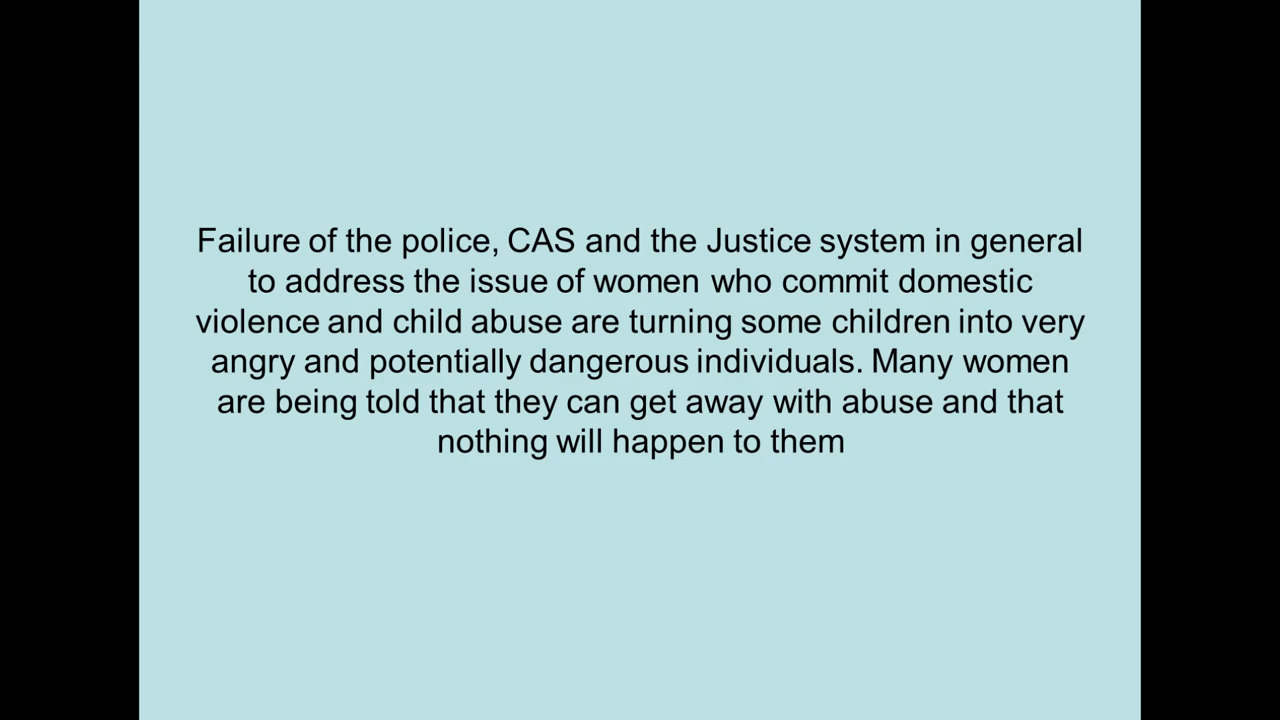 Failure of the police, CAS and the Justice system in general
to address the issue of women who commit domestic
violence and child abuse are turning some children into very
angry and potentially dangerous individuals. Many women
are being told that they can get away with abuse and that
nothing will happen to them